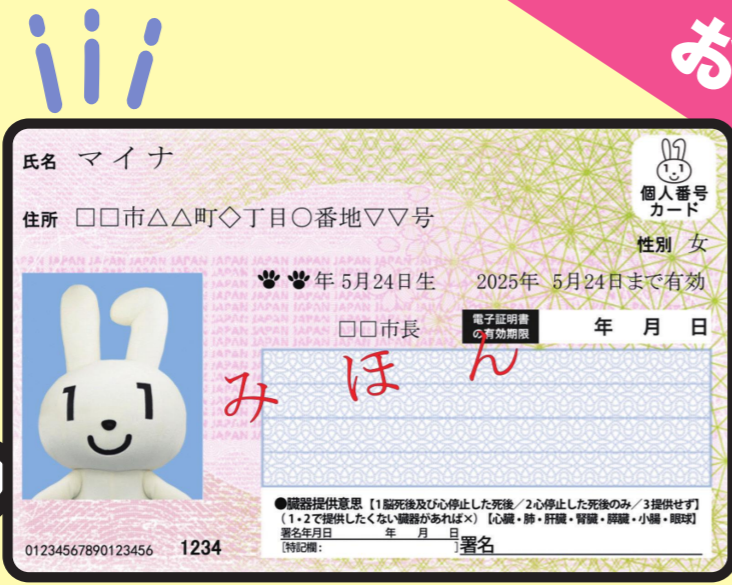 お
氏名 マイナ
個人番号
カード
住所 □□市△△町◇丁目○番地▽▽号
性別 女
年 5月24日生 2025年 5月24日まで有効
□□市長
電子証明書
の有効期限
年 月 日
みほん
●臓器提供意思【1脳死後及び心停止した死後／2心停止した死後のみ／3提供せず】
（1・2で提供したくない臓器があれば×）【心臓・肺・肝臓・腎臓・膵臓・小腸・眼球】
署名年月日 年 月 日
[特記欄： ]署名
01234567890123456 1234